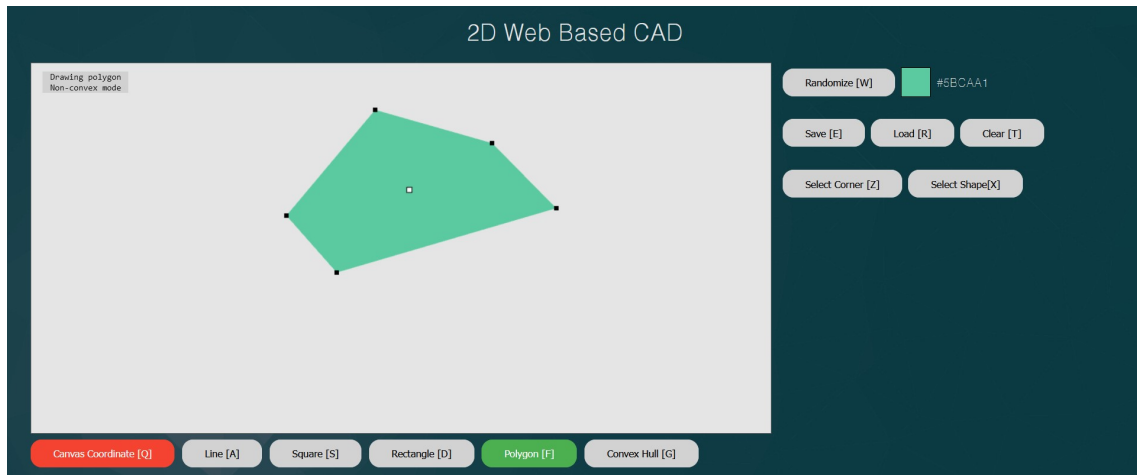 2D Web Based CAD
Drawing polygon
Non-convex mode
Randomize [W]
#5BCAA1
Save [E]
Load [R]
Clear [T]
Select Corner [Z]
Select Shape[X]
Canvas Coordinate [Q]
Line [A]
Square [S]
Rectangle [D]
Polygon [F]
Convex Hull [G]